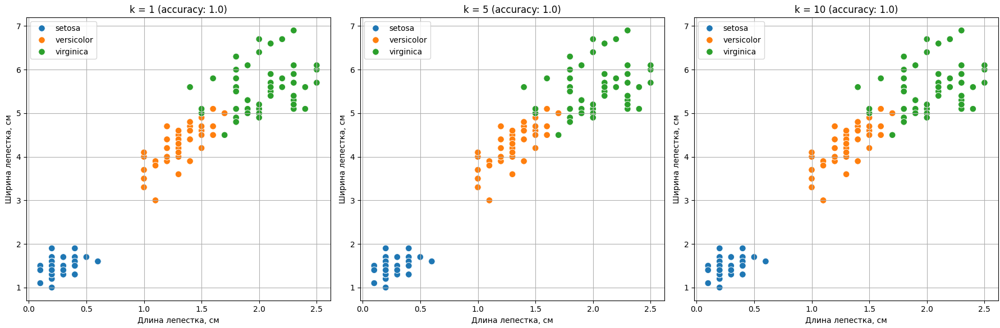 k = 1 (accuracy: 1.0)
setosa
versicolor
virginica
7
6
5
4
3
2
1
Ширина лепестка, см
0.0 0.5 1.0 1.5 2.0 2.5
Длина лепестка, см
k = 5 (accuracy: 1.0)
setosa
versicolor
virginica
7
6
5
4
3
2
1
Ширина лепестка, см
0.0 0.5 1.0 1.5 2.0 2.5
Длина лепестка, см
k = 10 (accuracy: 1.0)
setosa
versicolor
virginica
7
6
5
4
3
2
1
Ширина лепестка, см
0.0 0.5 1.0 1.5 2.0 2.5
Длина лепестка, см